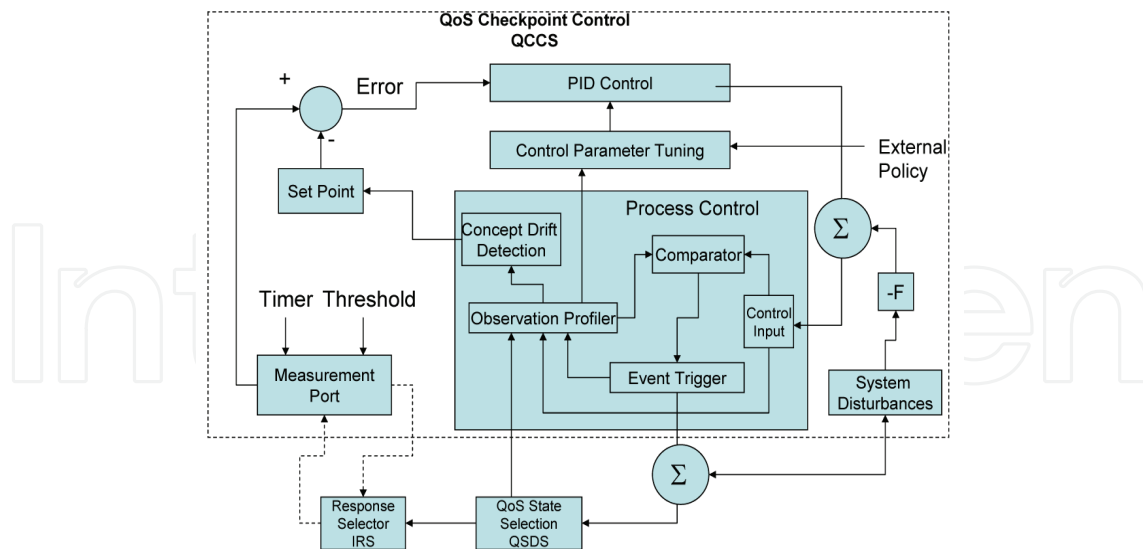 QoS Checkpoint Control
QCCS
+
Error
PID Control
-
Control Parameter Tuning
External
Policy
Set Point
Process Control
Σ
Concept Drift
Detection
Comparator
-F
Timer
Threshold
Observation Profiler
Control
Input
Measurement
Port
Event Trigger
System
Disturbances
Σ
Response
Selector
IRS
QoS State
Selection
QSDS